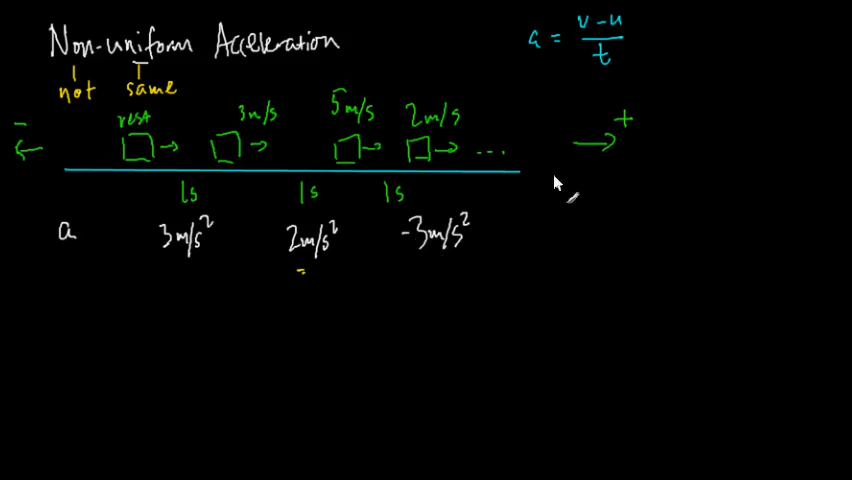 Non-uniform Acceleration
a = v-u / t
not same
rest 3m/s 5m/s 2m/s
- ← → → → → ... → +
1s 1s 1s
a 3m/s² 2m/s² -3m/s²